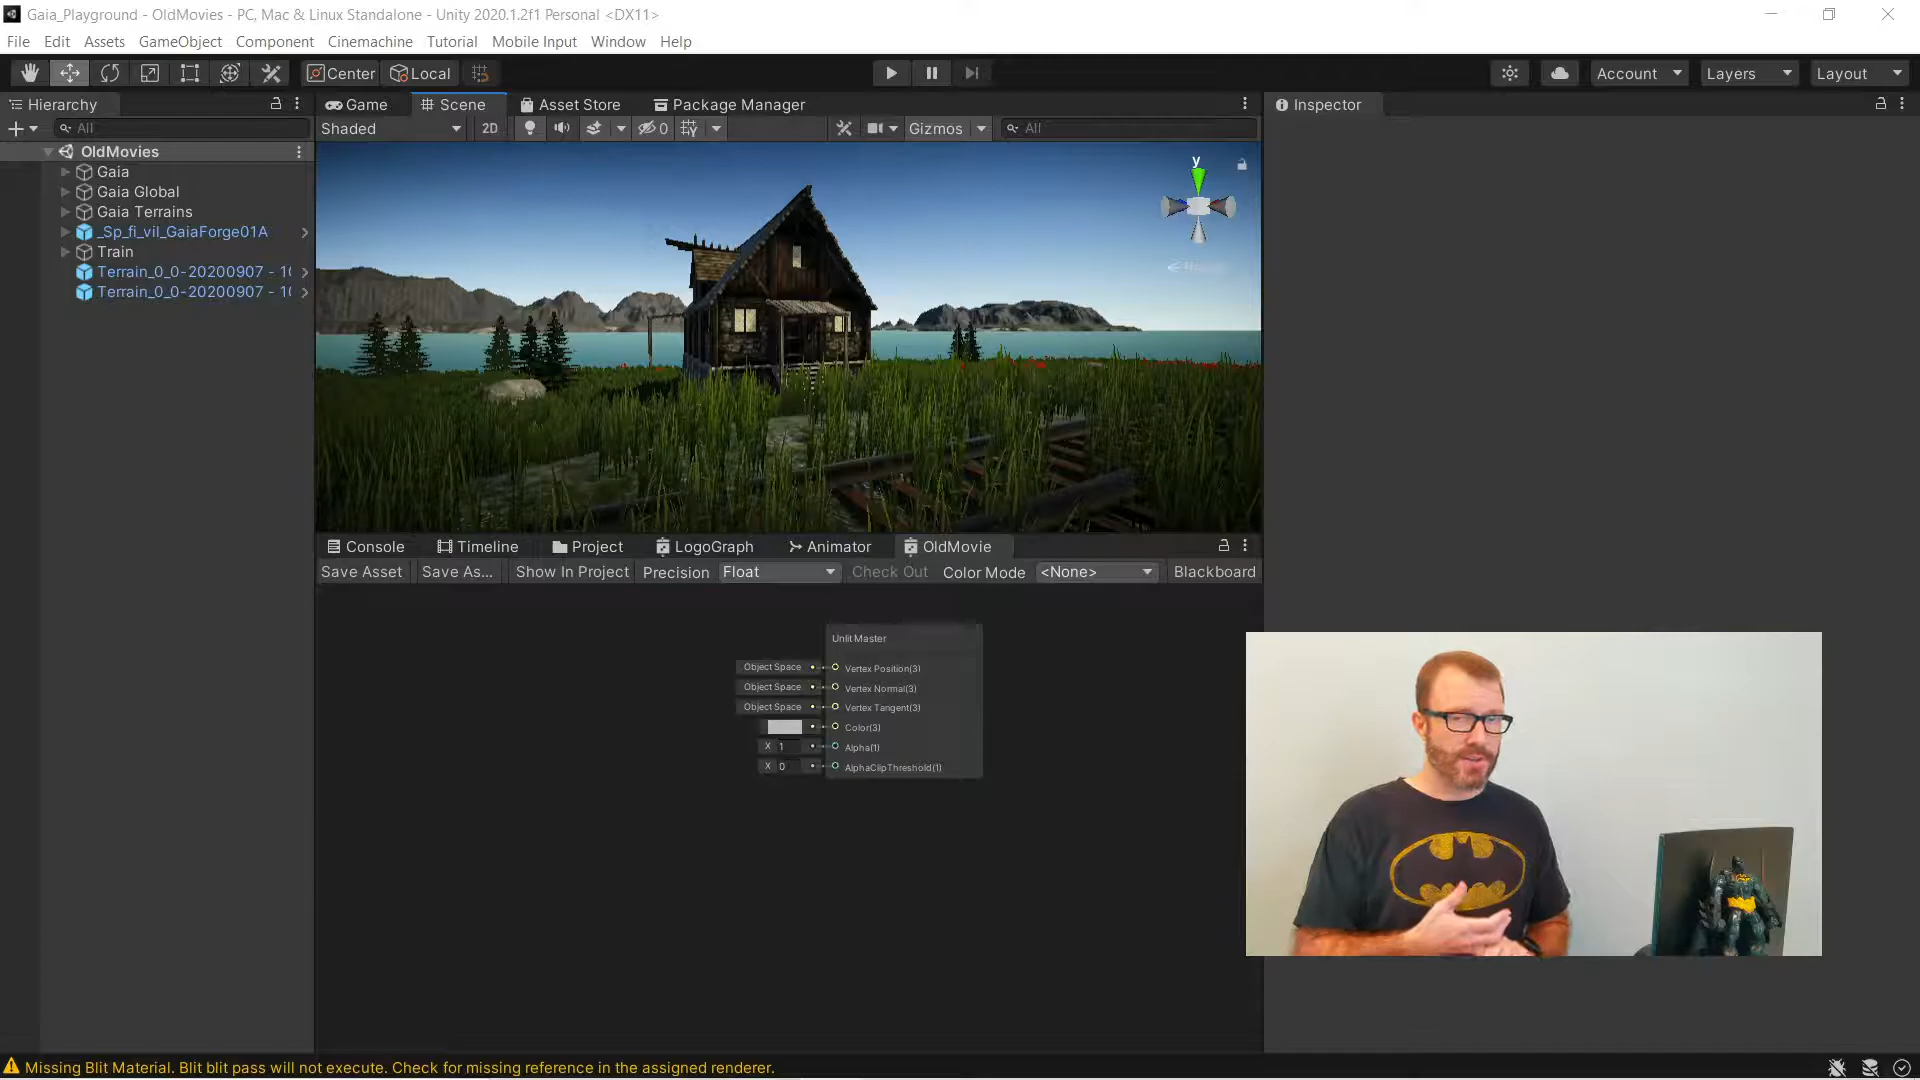 Gaia_Playground - OldMovies - PC, Mac & Linux Standalone - Unity 2020.1.2f1 Personal <DX11>
File Edit Assets GameObject Component Cinemachine Tutorial Mobile Input Window Help
Center Local Account Layers Layout
Hierarchy
All
OldMovies
Gaia
Gaia Global
Gaia Terrains
_Sp_fi_vil_GaiaForge01A
Train
Terrain_0_0-20200907 - 1(
Terrain_0_0-20200907 - 1(
Game Scene Asset Store Package Manager
Shaded 2D 0 Gizmos All
y
Inspector
Console Timeline Project LogoGraph Animator OldMovie
Save Asset Save As... Show In Project Precision Float Check Out Color Mode <None> Blackboard
Unlit Master
Object Space Vertex Position(3)
Object Space Vertex Normal(3)
Object Space Vertex Tangent(3)
Color(3)
X 1 Alpha(1)
X 0 AlphaClipThreshold(1)
Missing Blit Material. Blit blit pass will not execute. Check for missing reference in the assigned renderer.